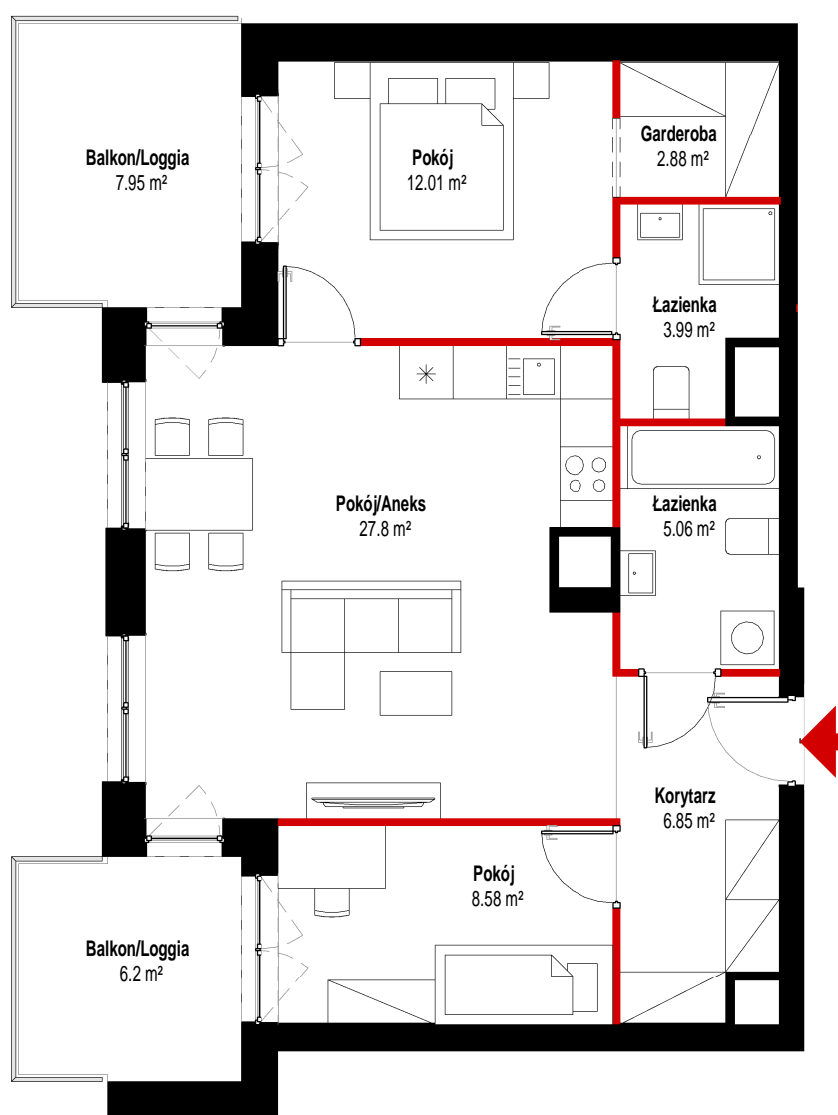 Balkon/Loggia
7.95 m²
Pokój
12.01 m²
Garderoba
2.88 m²
Łazienka
3.99 m²
Pokój/Aneks
27.8 m²
Łazienka
5.06 m²
Korytarz
6.85 m²
Pokój
8.58 m²
Balkon/Loggia
6.2 m²